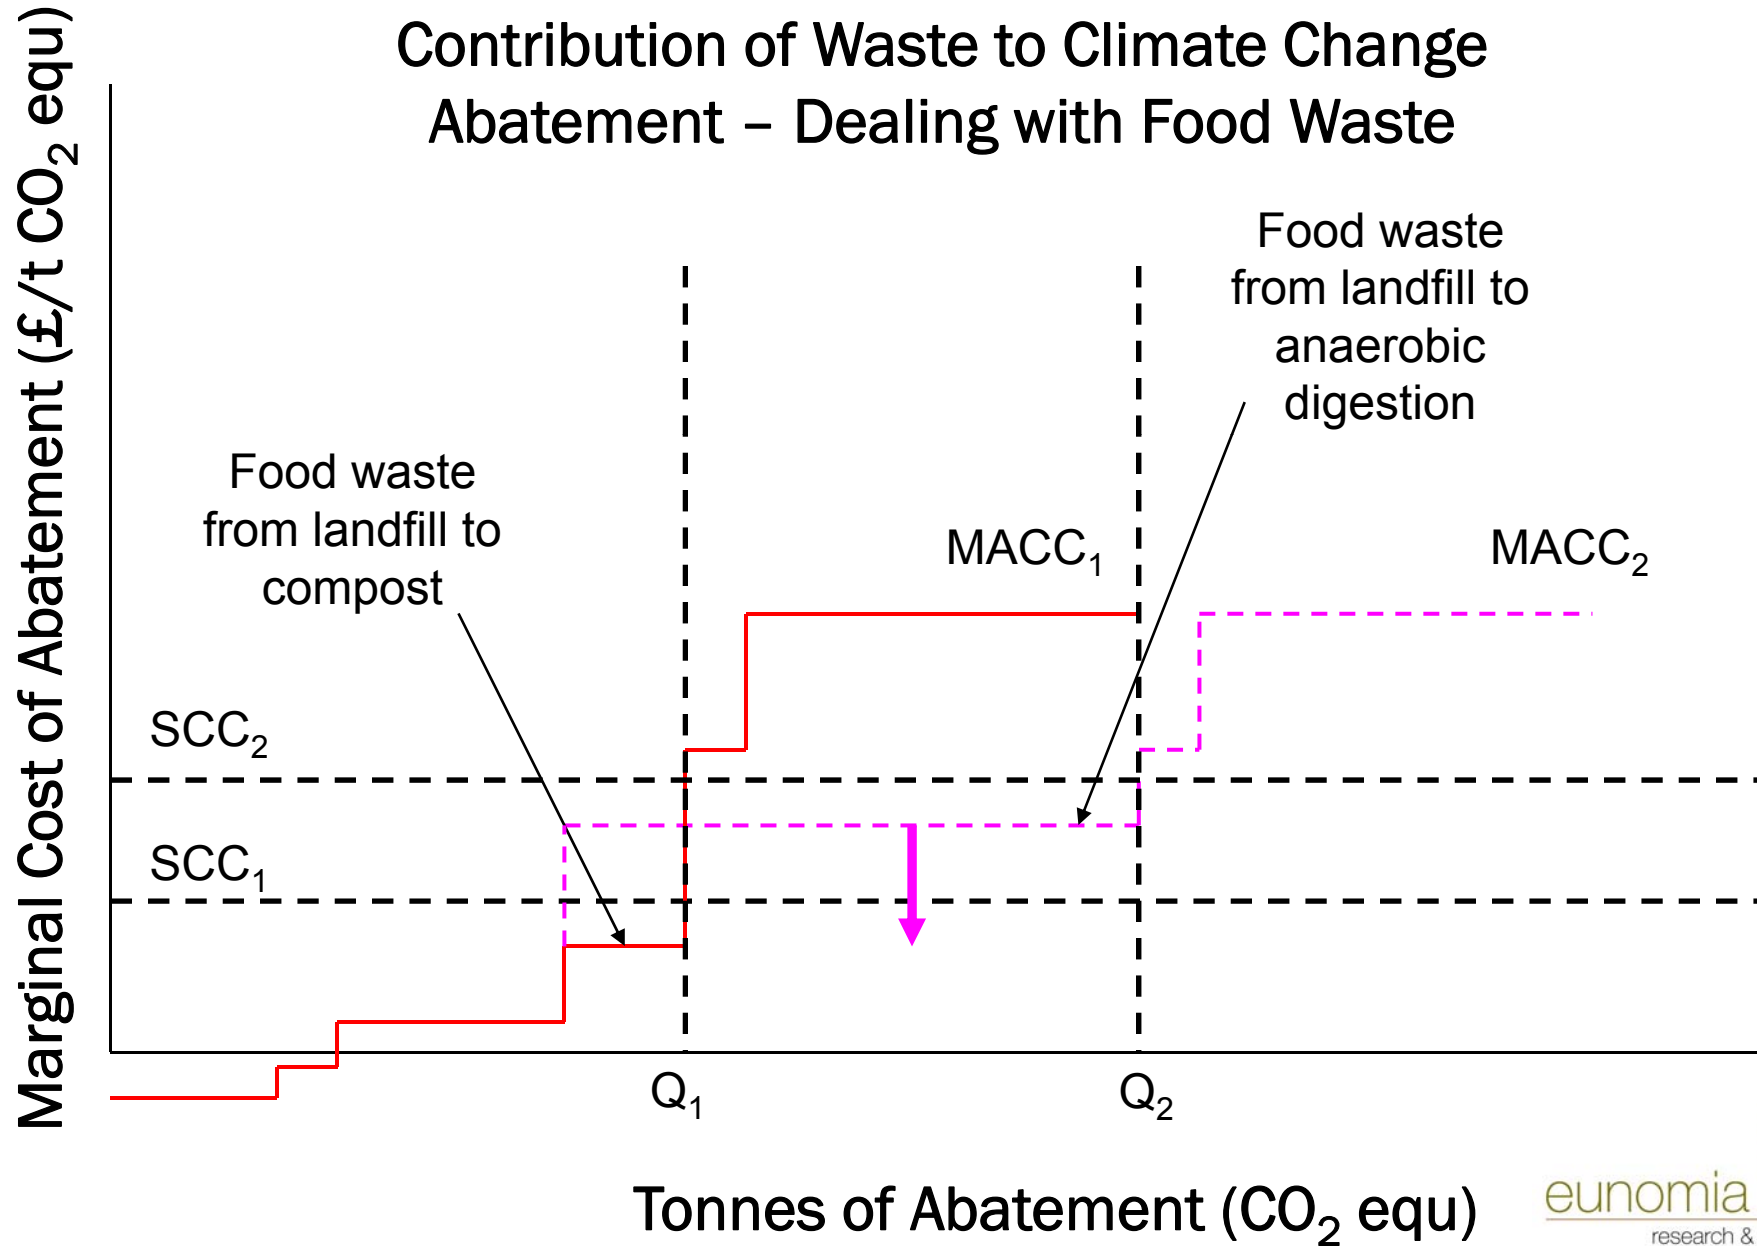 Contribution of Waste to Climate Change
Abatement – Dealing with Food Waste
Marginal Cost of Abatement (£/t CO₂ equ)
Food waste
from landfill to
anaerobic
digestion
Food waste
from landfill to
compost
MACC₁
MACC₂
SCC₂
SCC₁
Q₁
Q₂
Tonnes of Abatement (CO₂ equ)
eunomia
research &